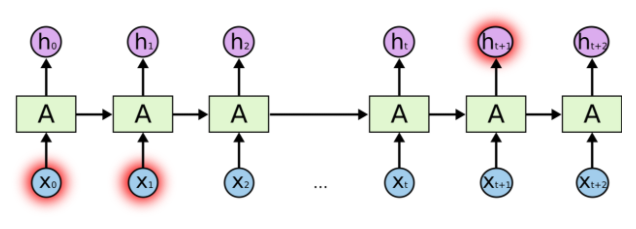 h0 h1 h2 ht ht+1 ht+2
A A A A A A
x0 x1 x2 ... xt xt+1 xt+2